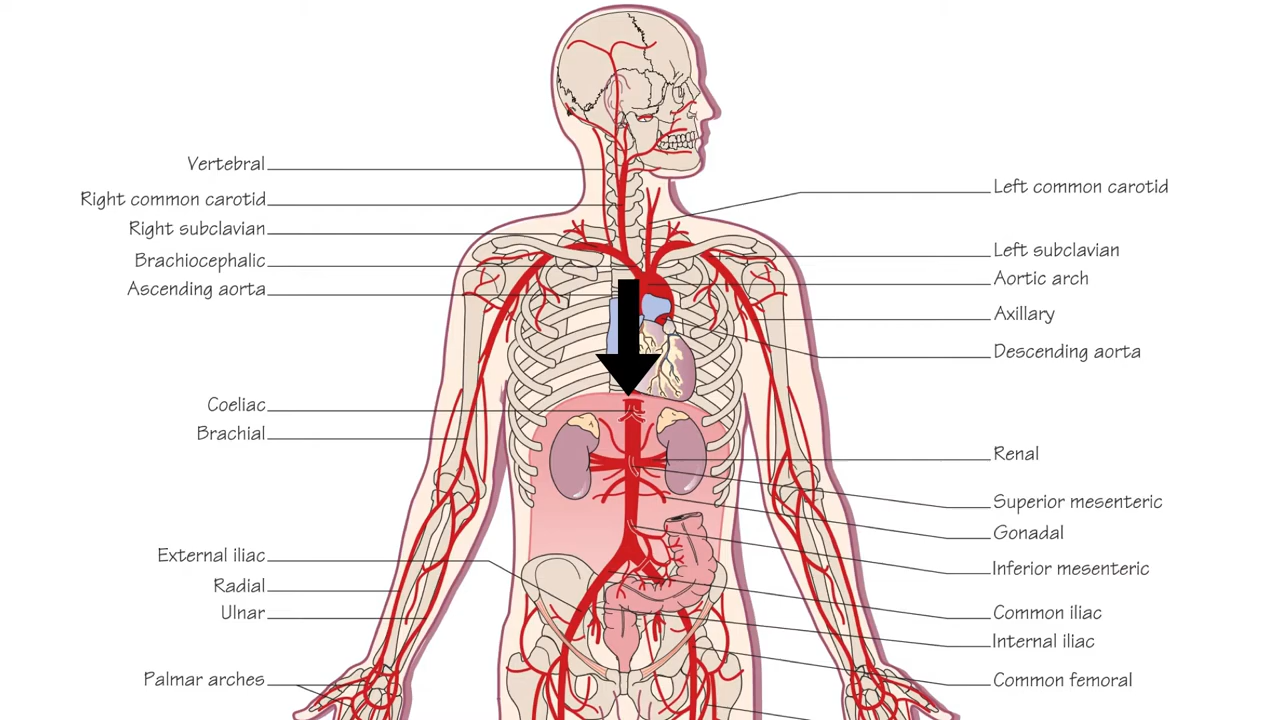 Vertebral
Right common carotid
Right subclavian
Brachiocephalic
Ascending aorta
Coeliac
Brachial
External iliac
Radial
Ulnar
Palmar arches
Left common carotid
Left subclavian
Aortic arch
Axillary
Descending aorta
Renal
Superior mesenteric
Gonadal
Inferior mesenteric
Common iliac
Internal iliac
Common femoral